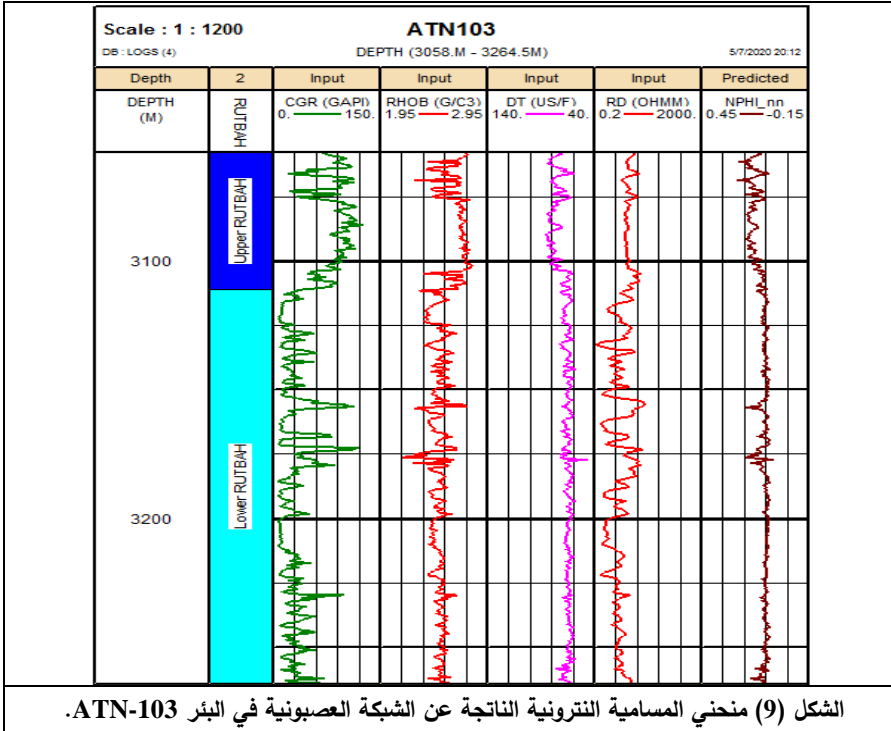 Scale : 1 : 1200 ATN103
DB : LOGS (4) DEPTH (3058.M - 3264.5M) 5/7/2020 20:12
Depth 2 Input Input Input Input Predicted
DEPTH (M) RUTBAH CGR (GAPI) RHOB (G/C3) DT (US/F) RD (OHMM) NPHI_nn
0. 150. 1.95 2.95 140. 40. 0.2 2000. 0.45 -0.15
Upper RUTBAH
3100
Lower RUTBAH
3200
الشكل (9) منحني المسامية النترونية الناتجة عن الشبكة العصبونية في البئر ATN-103.